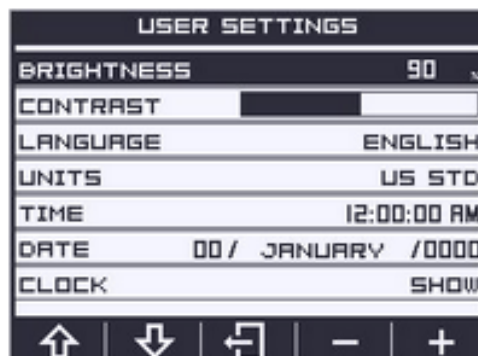 USER SETTINGS
BRIGHTNESS 90 %
CONTRAST
LANGUAGE ENGLISH
UNITS US STD
TIME 12:00:00 AM
DATE 00/ JANUARY /0000
CLOCK SHOW